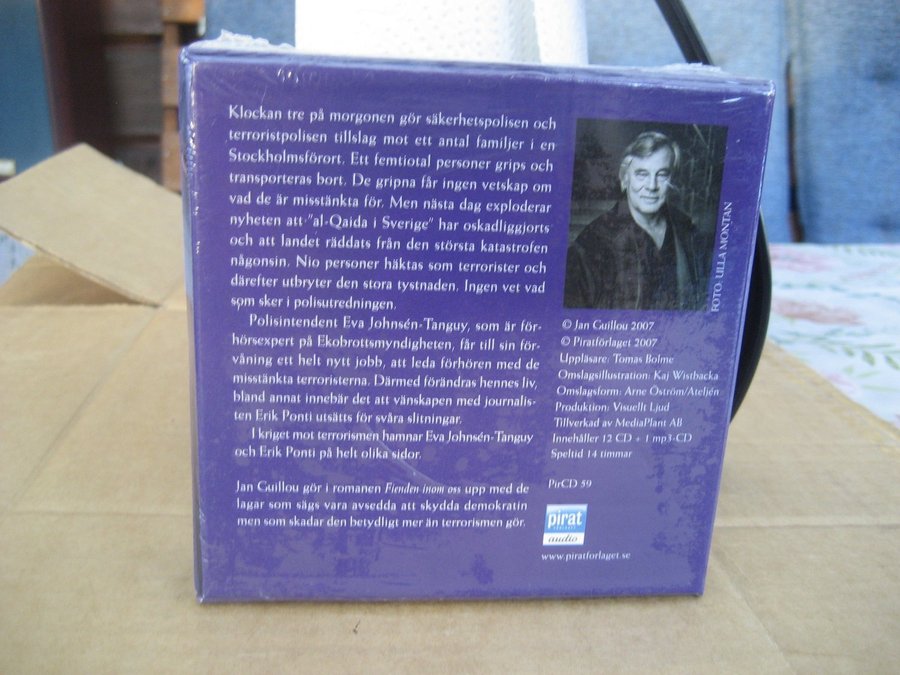 Klockan tre på morgonen gör säkerhetspolisen och
terroristpolisen tillslag mot ett antal familjer i en
Stockholmsförort. Ett femtiotal personer grips och
transporteras bort. De gripna får ingen vetskap om
vad de är misstänkta för. Men nästa dag exploderar
nyheten att "al-Qaida i Sverige" har oskadliggjorts
och att landet räddats från den största katastrofen
någonsin. Nio personer häktas som terrorister och
därefter utbryter den stora tystnaden. Ingen vet vad
som sker i polisutredningen.
Polisintendent Eva Johnsén-Tanguy, som är för-
hörsexpert på Ekobrottsmyndigheten, får till sin för-
våning ett helt nytt jobb, att leda förhören med de
misstänkta terroristerna. Därmed förändras hennes liv,
bland annat innebär det att vänskapen med journalis-
ten Erik Ponti utsätts för svåra slitningar.
I kriget mot terrorismen hamnar Eva Johnsén-Tanguy
och Erik Ponti på helt olika sidor.
Jan Guillou gör i romanen Fienden inom oss upp med de
lagar som sägs vara avsedda att skydda demokratin
men som skadar den betydligt mer än terrorismen gör.
FOTO: ULLA MONTAN
© Jan Guillou 2007
© Piratförlaget 2007
Uppläsare: Tomas Bolme
Omslagsillustration: Kaj Wistbacka
Omslagsform: Arne Öström/Ateljén
Produktion: Visuellt Ljud
Tillverkad av MediaPlant AB
Innehåller 12 CD + 1 mp3-CD
Speltid 14 timmar
PirCD 59
pirat
förlaget
audio
www.piratforlaget.se